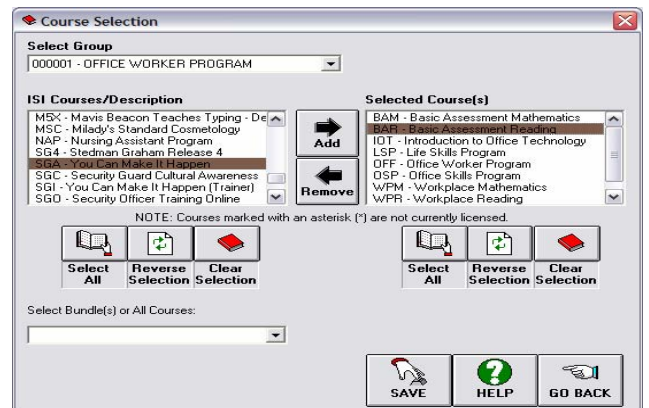 Course Selection
Select Group
000001 - OFFICE WORKER PROGRAM
ISI Courses/Description
M5X - Mavis Beacon Teaches Typing - De
MSC - Milady's Standard Cosmetology
NAP - Nursing Assistant Program
SG4 - Stedman Graham Release 4
SGA - You Can Make It Happen
SGC - Security Guard Cultural Awareness
SGI - You Can Make It Happen (Trainer)
SGO - Security Officer Training Online
Add
Remove
Selected Course(s)
BAM - Basic Assessment Mathematics
BAR - Basic Assessment Reading
IOT - Introduction to Office Technology
LSP - Life Skills Program
OFF - Office Worker Program
OSP - Office Skills Program
WPM - Workplace Mathematics
WPR - Workplace Reading
NOTE: Courses marked with an asterisk (*) are not currently licensed.
Select All
Reverse Selection
Clear Selection
Select All
Reverse Selection
Clear Selection
Select Bundle(s) or All Courses:
SAVE
HELP
GO BACK